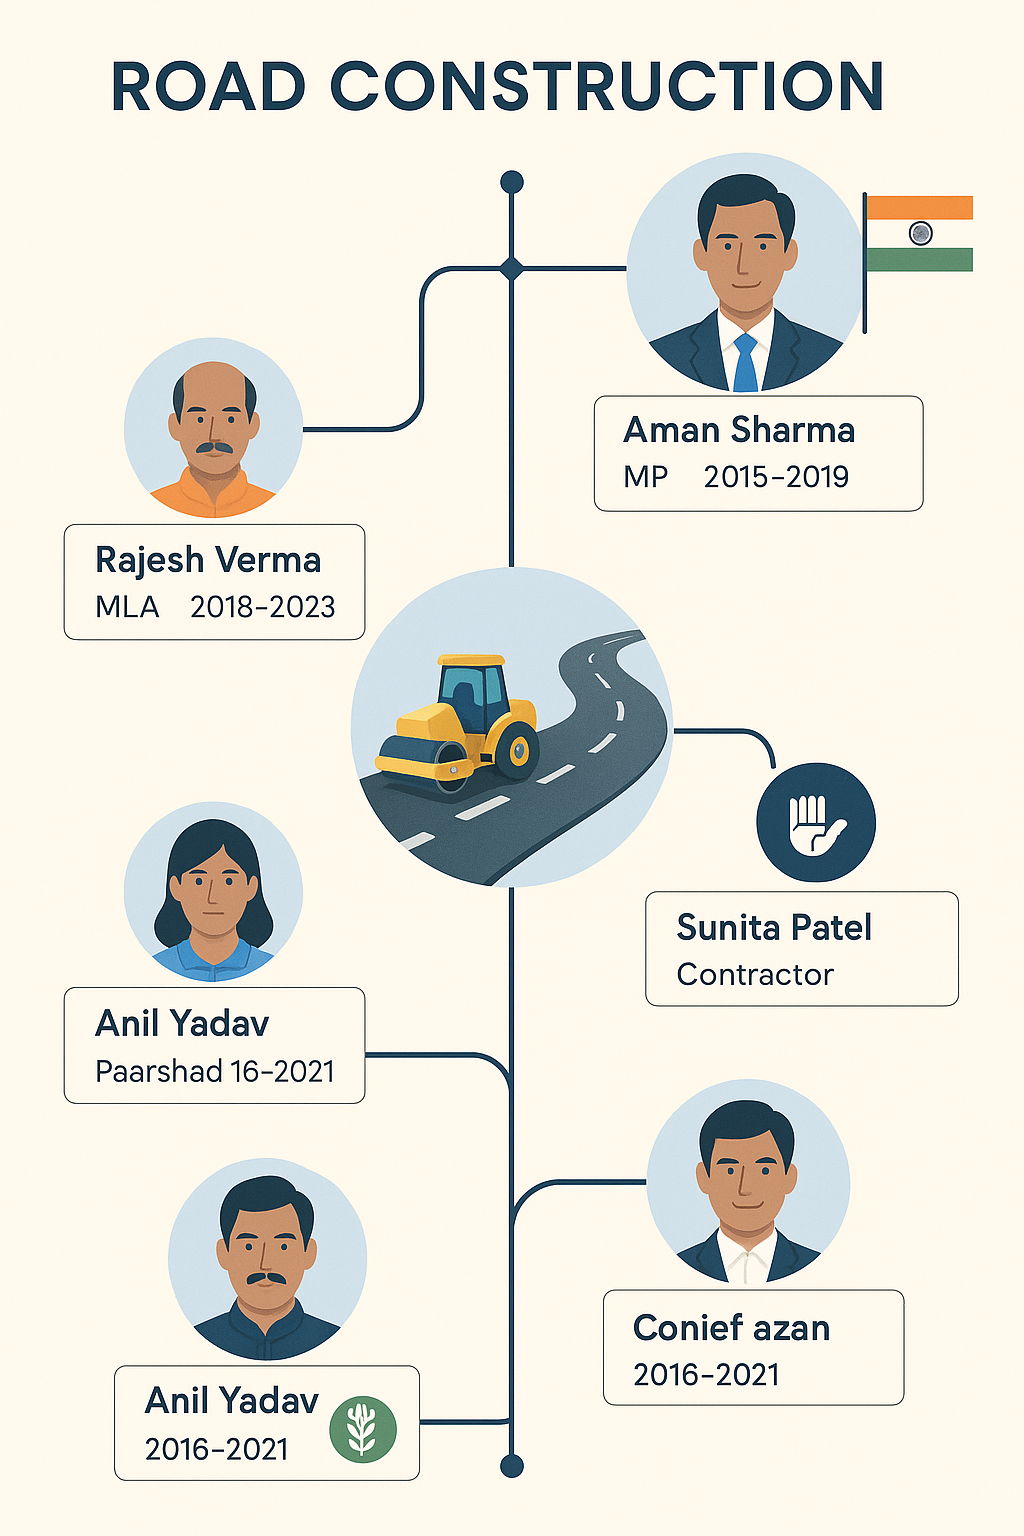 ROAD CONSTRUCTION
Aman Sharma
MP 2015–2019
Rajesh Verma
MLA 2018–2023
Sunita Patel
Contractor
Anil Yadav
Paarshad 16–2021
Conief azan
2016–2021
Anil Yadav
2016–2021